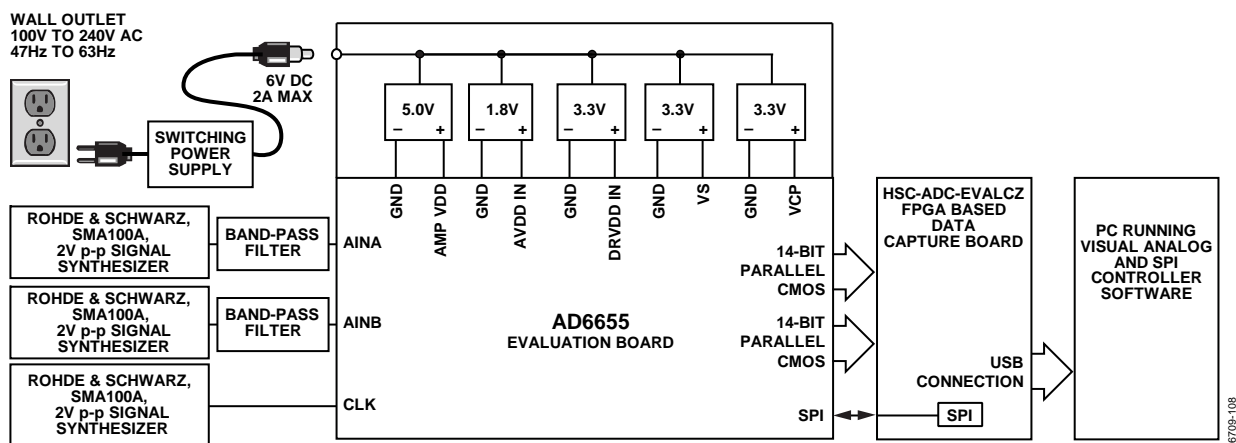 WALL OUTLET
100V TO 240V AC
47Hz TO 63Hz
6V DC
2A MAX
SWITCHING
POWER
SUPPLY
5.0V
– +
1.8V
– +
3.3V
– +
3.3V
– +
3.3V
– +
GND
AMP VDD
GND
AVDD IN
GND
DRVDD IN
GND
VS
GND
VCP
ROHDE & SCHWARZ,
SMA100A,
2V p-p SIGNAL
SYNTHESIZER
BAND-PASS
FILTER
AINA
ROHDE & SCHWARZ,
SMA100A,
2V p-p SIGNAL
SYNTHESIZER
BAND-PASS
FILTER
AINB
ROHDE & SCHWARZ,
SMA100A,
2V p-p SIGNAL
SYNTHESIZER
CLK
AD6655
EVALUATION BOARD
14-BIT
PARALLEL
CMOS
14-BIT
PARALLEL
CMOS
SPI
HSC-ADC-EVALCZ
FPGA BASED
DATA
CAPTURE BOARD
USB
CONNECTION
SPI
PC RUNNING
VISUAL ANALOG
AND SPI
CONTROLLER
SOFTWARE
6709-108